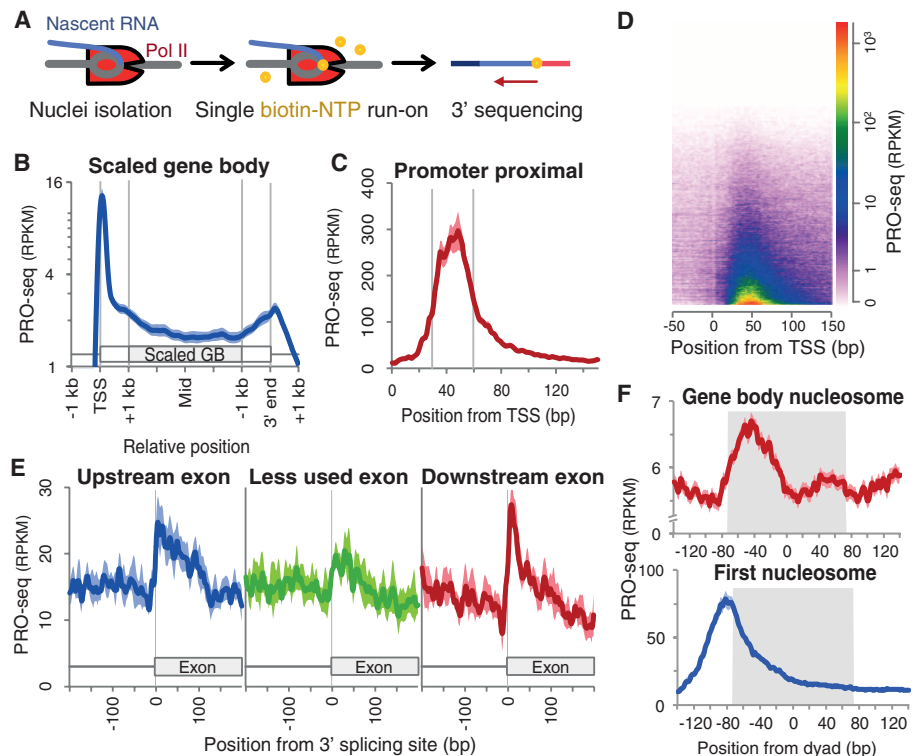 A
Nascent RNA
Pol II
Nuclei isolation
Single biotin-NTP run-on
3' sequencing
B
Scaled gene body
PRO-seq (RPKM)
16
4
1
Scaled GB
-1 kb
TSS
+1 kb
Mid
-1 kb
3' end
+1 kb
Relative position
C
Promoter proximal
PRO-seq (RPKM)
400
300
200
100
0
0 40 80 120
Position from TSS (bp)
D
10³
10²
10
1
0
PRO-seq (RPKM)
-50 0 50 100 150
Position from TSS (bp)
E
Upstream exon
Less used exon
Downstream exon
PRO-seq (RPKM)
30
20
10
0
Exon
Exon
Exon
-100 0 100
-100 0 100
-100 0 100
Position from 3' splicing site (bp)
F
Gene body nucleosome
PRO-seq (RPKM)
7
6
5
0
-140 -80 -40 0 40 80 140
First nucleosome
100
50
0
-140 -80 -40 0 40 80 140
Position from dyad (bp)